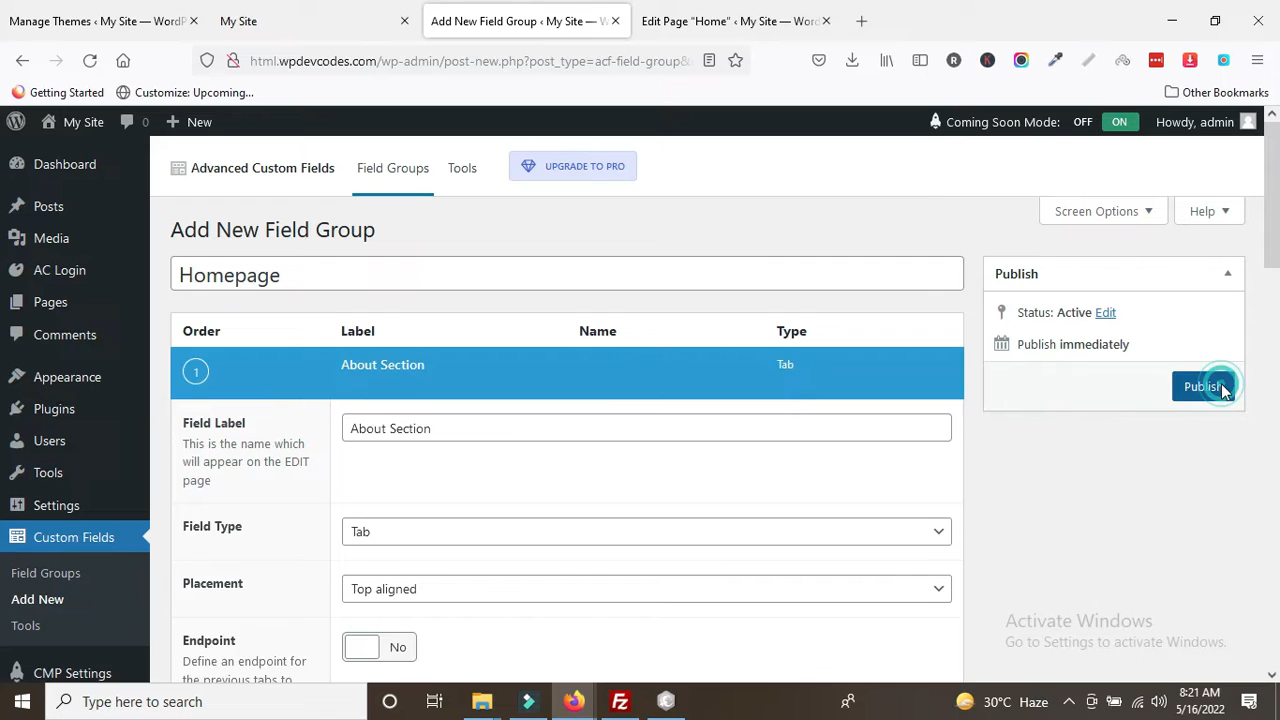 Manage Themes ‹ My Site — WordP
My Site
Add New Field Group ‹ My Site — W
Edit Page “Home” ‹ My Site — Word
html.wpdevcodes.com/wp-admin/post-new.php?post_type=acf-field-group&
Getting Started
Customize: Upcoming...
Other Bookmarks
My Site
0
New
Coming Soon Mode: OFF ON
Howdy, admin
Dashboard
Posts
Media
AC Login
Pages
Comments
Appearance
Plugins
Users
Tools
Settings
Custom Fields
Field Groups
Add New
Tools
CMP Settings
Advanced Custom Fields
Field Groups
Tools
UPGRADE TO PRO
Screen Options
Help
Add New Field Group
Homepage
Order Label Name Type
1 About Section Tab
Field Label
This is the name which
will appear on the EDIT
page
About Section
Field Type
Tab
Placement
Top aligned
Endpoint
Define an endpoint for
the previous tabs to
No
Publish
Status: Active Edit
Publish immediately
Publish
Activate Windows
Go to Settings to activate Windows.
Type here to search
30°C Haze
8:21 AM
5/16/2022